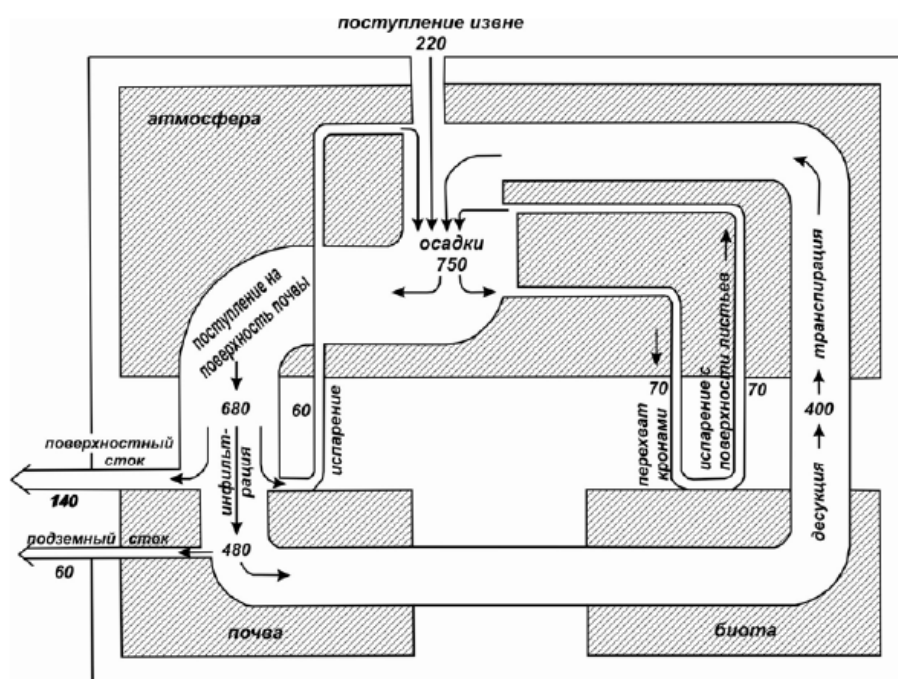 поступление извне
220
атмосфера
осадки
750
поступление на
поверхность почвы
680
60
испарение
70
перехват
кронами
испарение с
поверхности листьев
70
транспирация
400
десукция
поверхностный
сток
140
инфильт-
рация
подземный сток
60
480
почва
биота